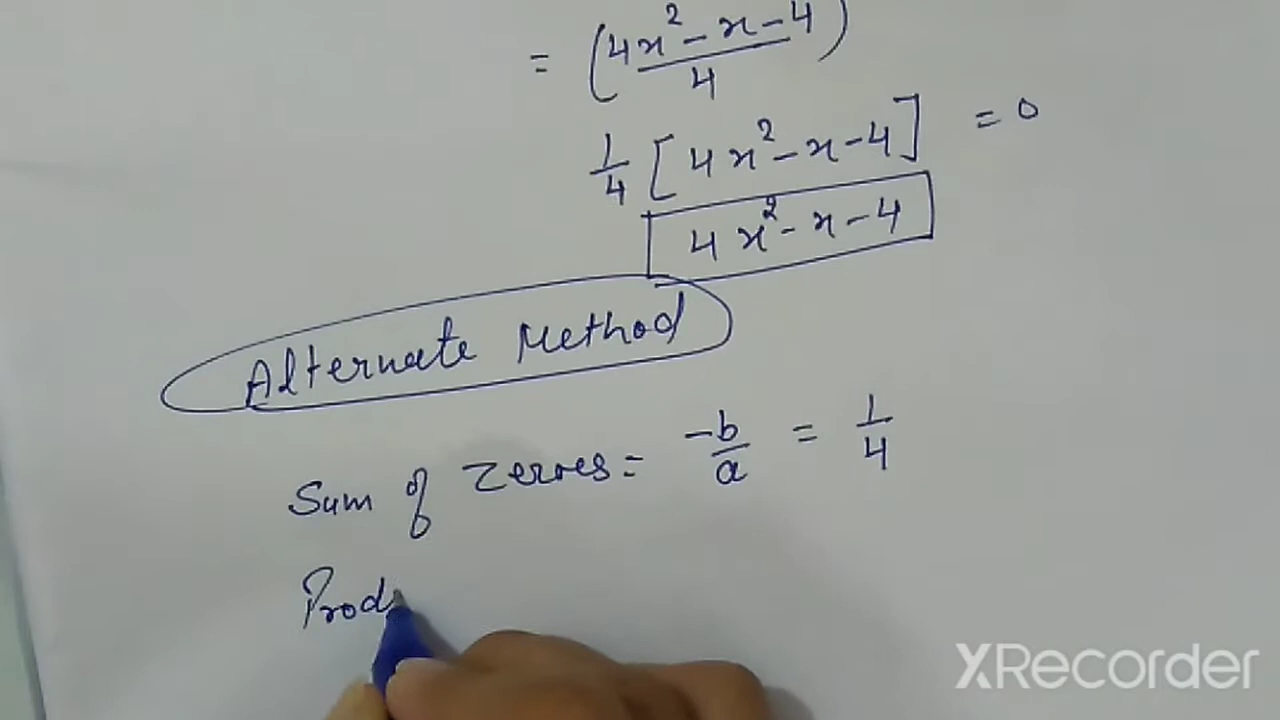 = (4x² - x - 4 / 4)
1/4 [4x² - x - 4] = 0
4x² - x - 4
Alternate Method
Sum of Zeroes = -b/a = 1/4
Prod
XRecorder